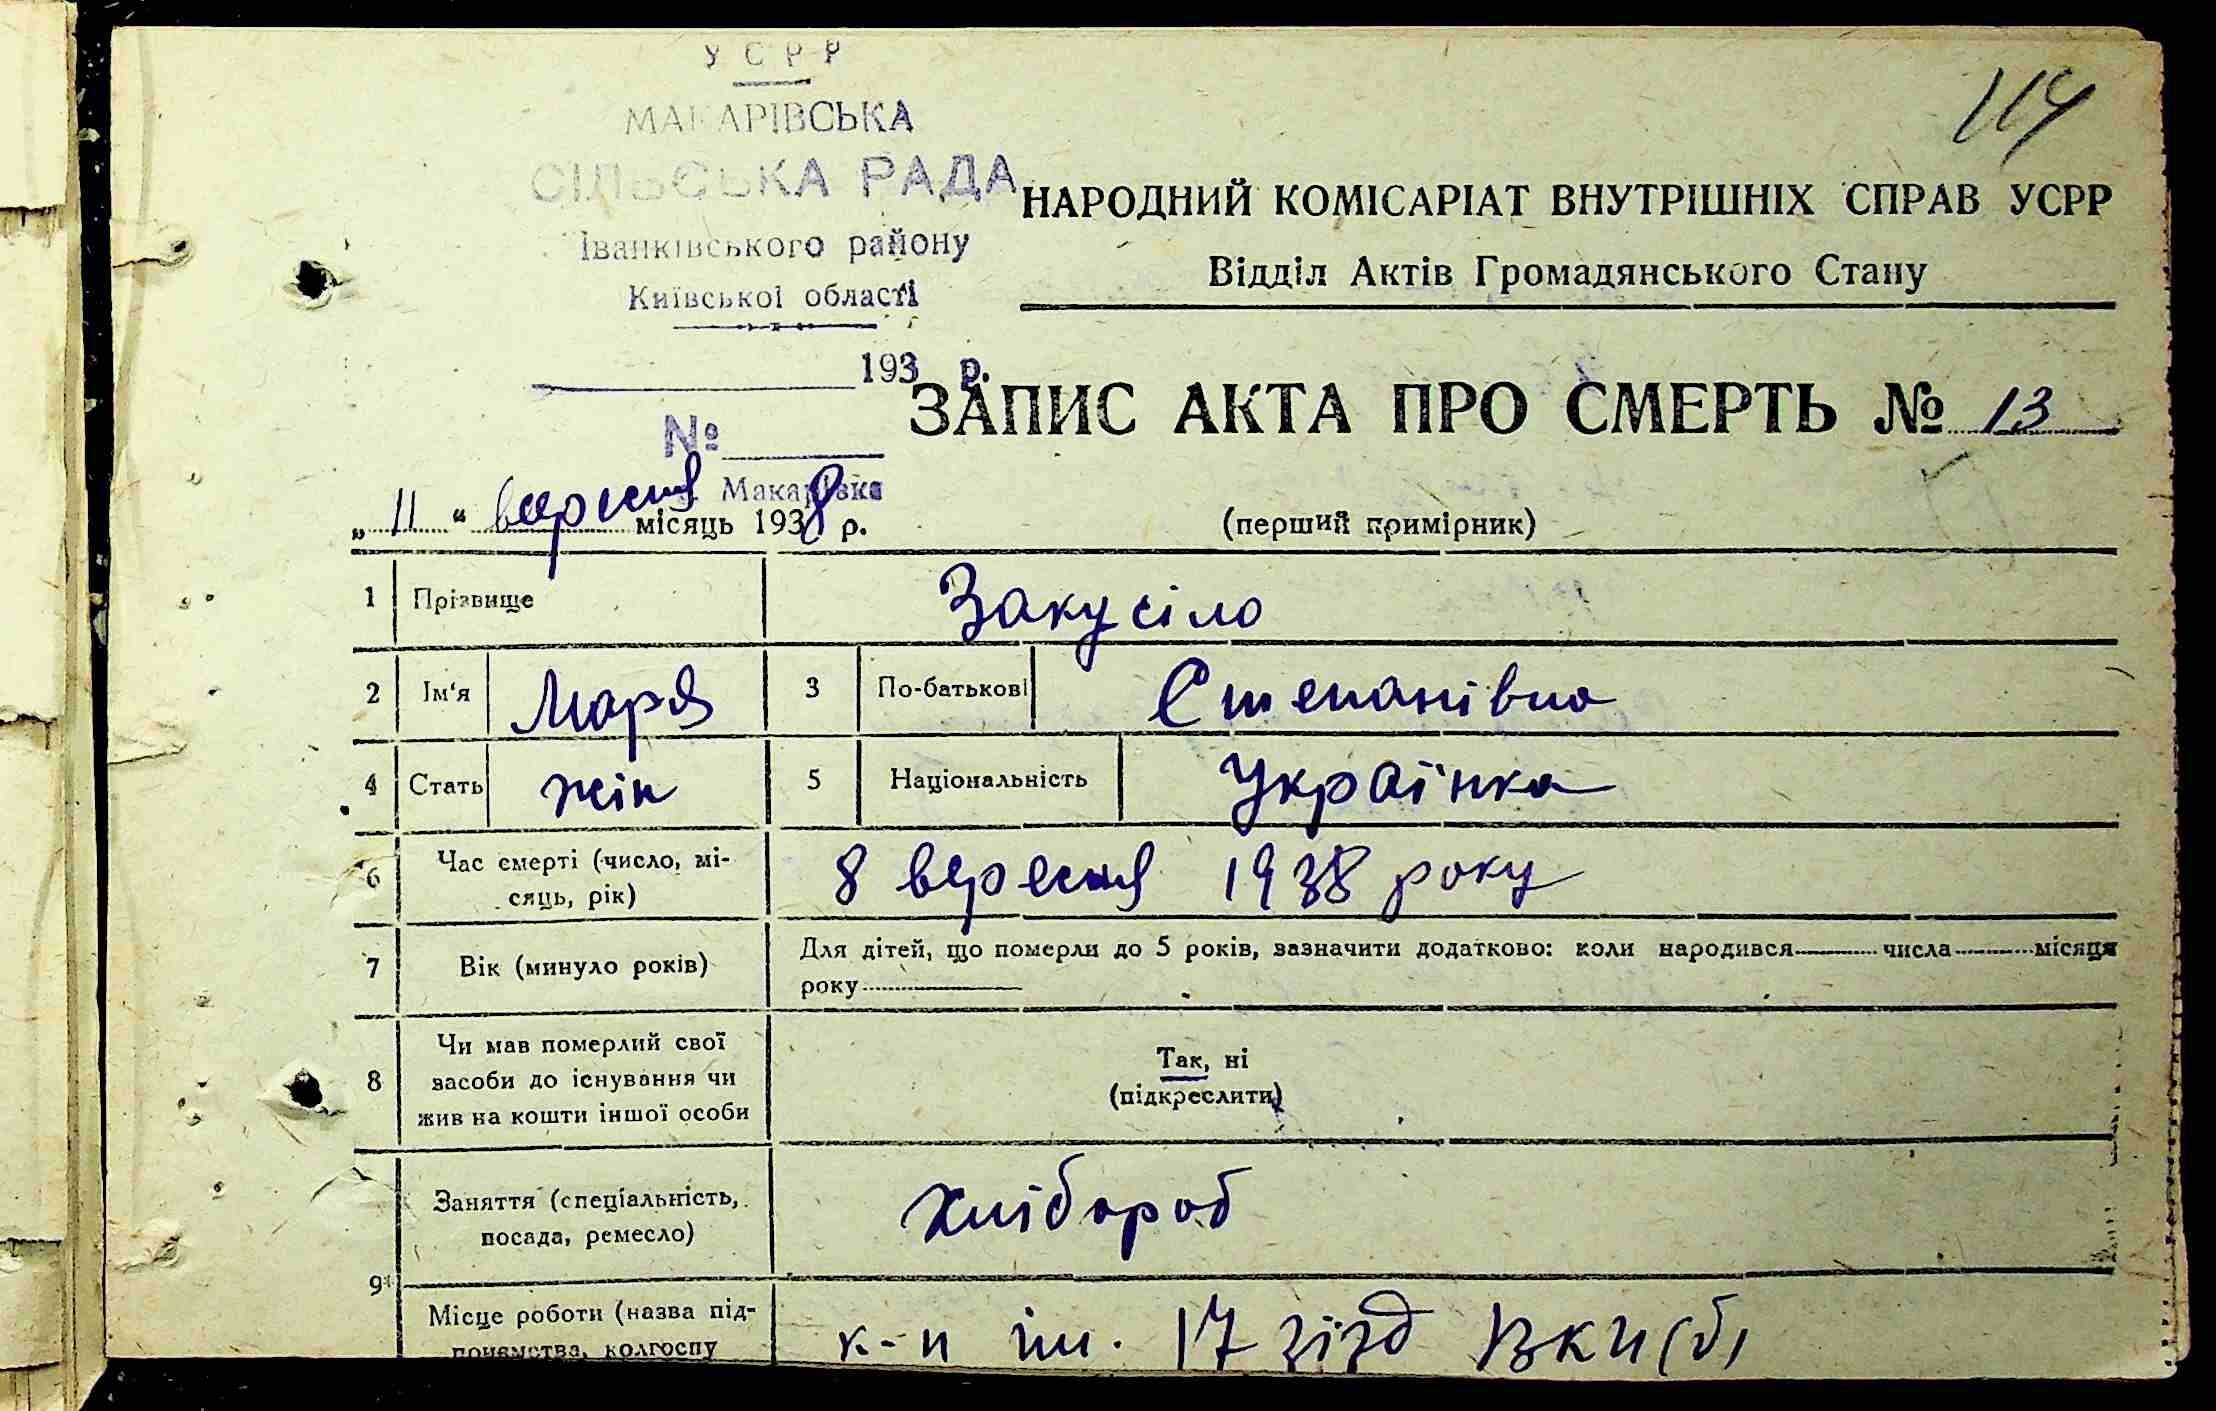 УСРР
114
МАКАРІВСЬКА
СІЛЬСЬКА РАДА
Іванківського району
Київської області
193 р.
№
Макарівка
НАРОДНИЙ КОМІСАРІАТ ВНУТРІШНІХ СПРАВ УСРР
Відділ Актів Громадянського Стану
ЗАПИС АКТА ПРО СМЕРТЬ № 13
„ 11 “ вересня місяць 1938 р.
(перший примірник)
1 Прізвище Закусіло
2 Ім'я Маря 3 По-батькові Степанівна
4 Стать жін 5 Національність Українка
6 Час смерті (число, мі-
сяць, рік) 8 вересня 1938 року
7 Вік (минуло років) Для дітей, що померли до 5 років, зазначити додатково: коли народився числа місяця
року
8 Чи мав померлий свої
засоби до існування чи
жив на кошти іншої особи
Так, ні
(підкреслити)
9 Заняття (спеціальність,
посада, ремесло) Хлібороб
Місце роботи (назва під-
приємства, колгоспу к-п ім. 17 зізд ВКП(б)